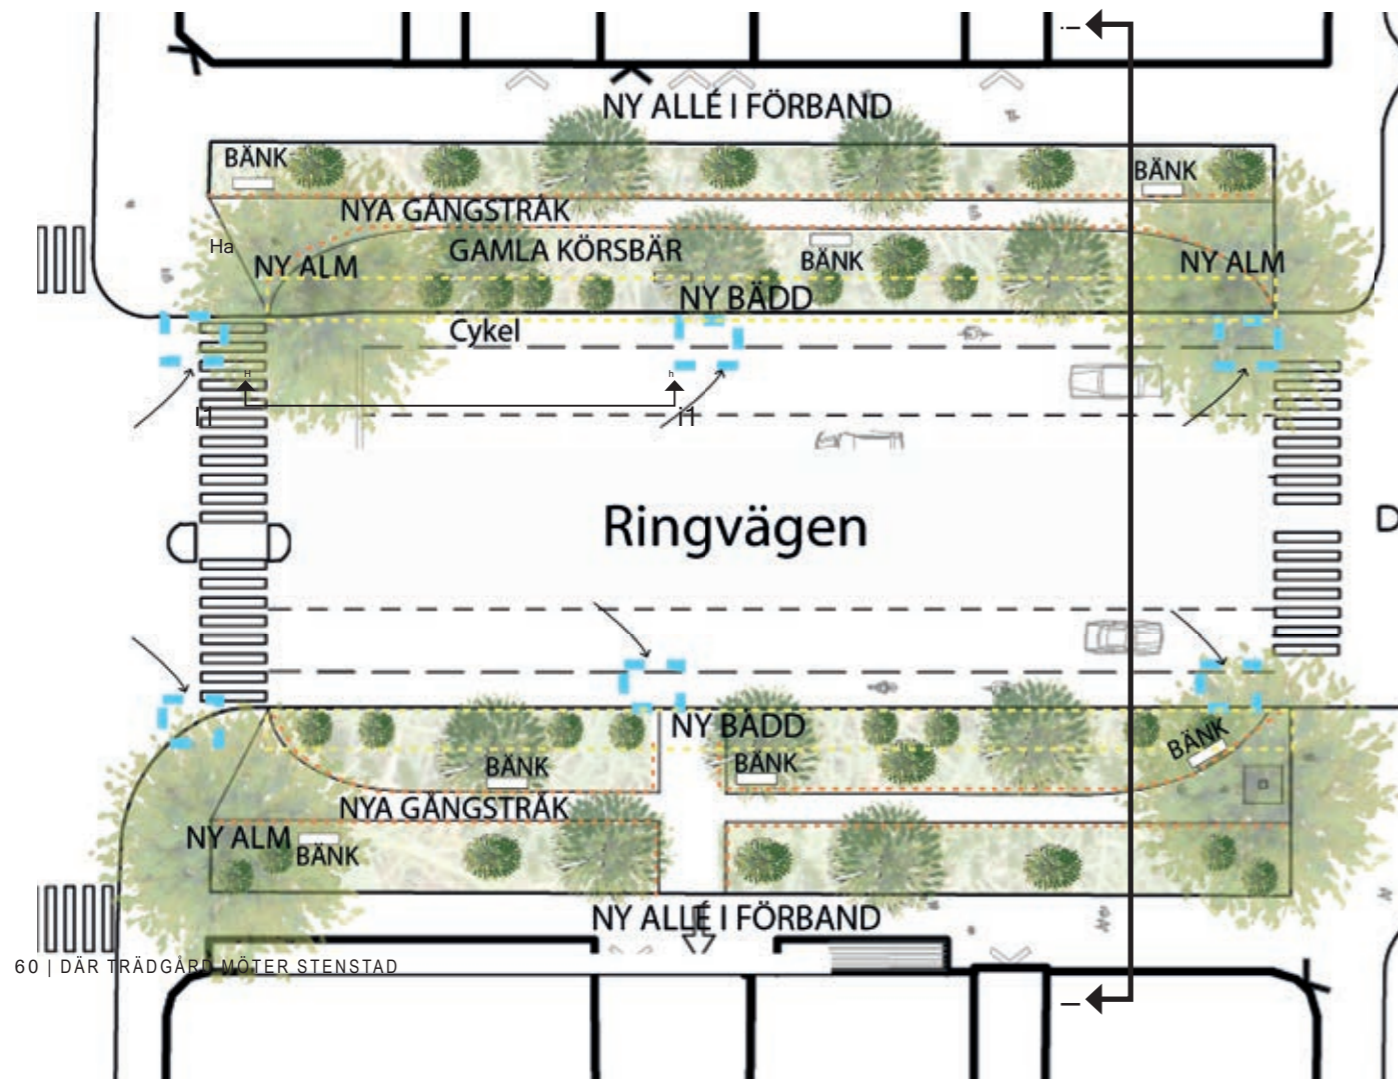 NY ALLÉ I FÖRBAND
BÄNK
BÄNK
NYA GÅNGSTRÅK
Ha
GAMLA KÖRSBÄR
NY ALM
BÄNK
NY ALM
NY BÄDD
Cykel
H
h
i1
Ringvägen
D
NY BÄDD
BÄNK
BÄNK
BÄNK
NYA GÅNGSTRÅK
NY ALM
BÄNK
NY ALLÉ I FÖRBAND
60 | DÄR TRÄDGÅRD MÖTER STENSTAD